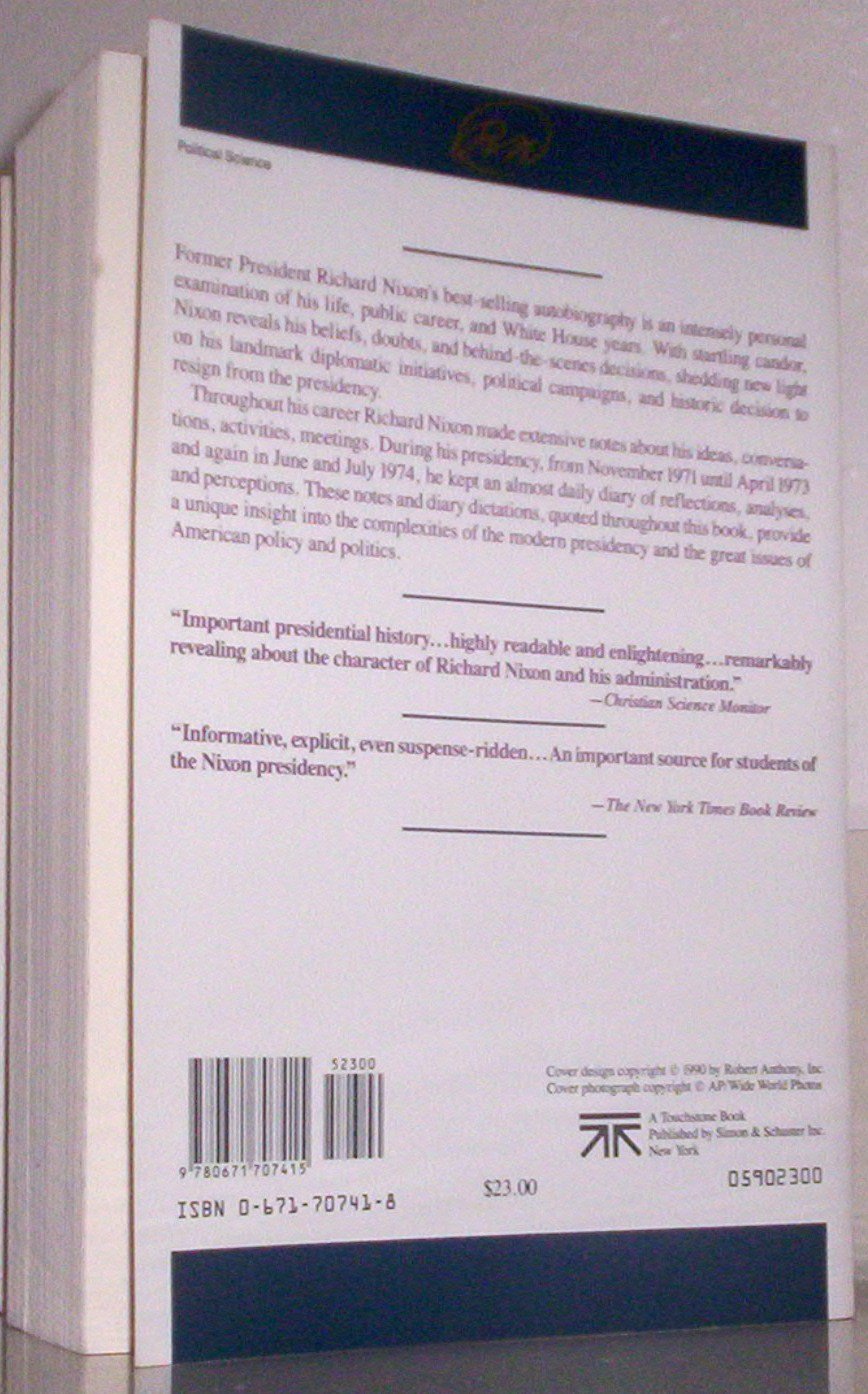 RN
Political Science
Former President Richard Nixon's best-selling autobiography is an intensely personal
examination of his life, public career, and White House years. With startling candor,
Nixon reveals his beliefs, doubts, and behind-the-scenes decisions, shedding new light
on his landmark diplomatic initiatives, political campaigns, and historic decision to
resign from the presidency.
Throughout his career Richard Nixon made extensive notes about his ideas, conversa-
tions, activities, meetings. During his presidency, from November 1971 until April 1973
and again in June and July 1974, he kept an almost daily diary of reflections, analyses,
and perceptions. These notes and diary dictations, quoted throughout this book, provide
a unique insight into the complexities of the modern presidency and the great issues of
American policy and politics.
“Important presidential history...highly readable and enlightening...remarkably
revealing about the character of Richard Nixon and his administration.”
—Christian Science Monitor
“Informative, explicit, even suspense-ridden...An important source for students of
the Nixon presidency.”
—The New York Times Book Review
52300
9 780671 707415
ISBN 0-671-70741-8
$23.00
Cover design copyright © 1990 by Robert Anthony, Inc.
Cover photograph copyright © AP/Wide World Photos
A Touchstone Book
Published by Simon & Schuster Inc.
New York
05902300